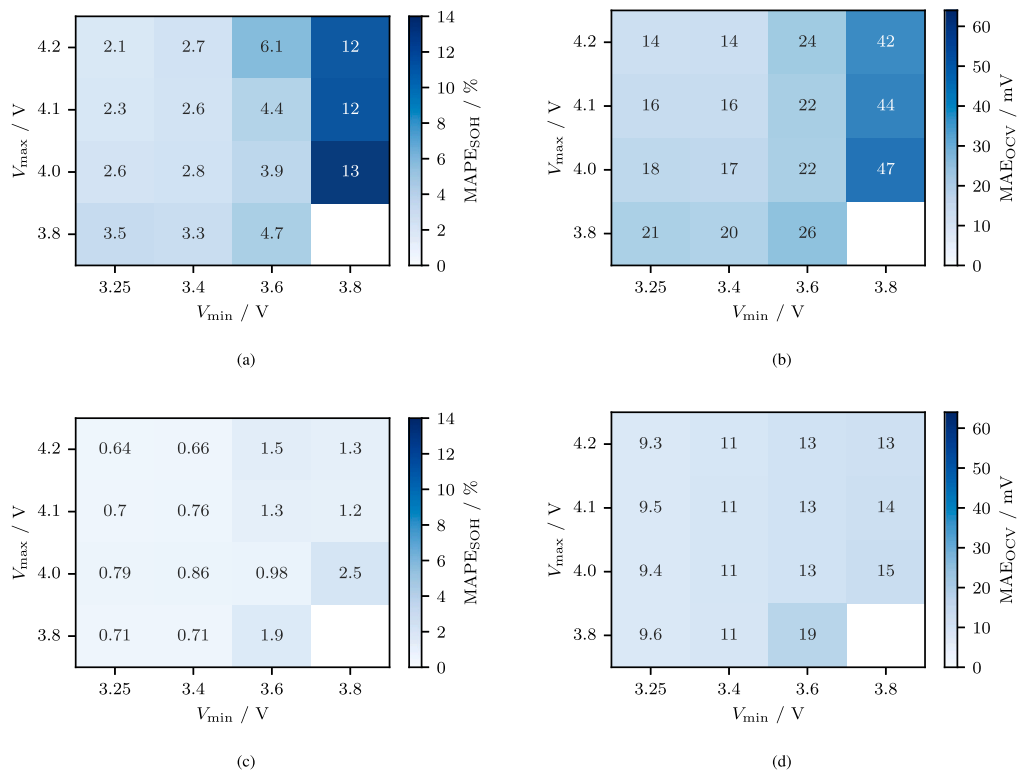 4.2 2.1 2.7 6.1 12
4.1 2.3 2.6 4.4 12
4.0 2.6 2.8 3.9 13
3.8 3.5 3.3 4.7
3.25 3.4 3.6 3.8
V_min / V
V_max / V
14
12
10
8
6
4
2
0
MAPE_SOH / %
(a)
4.2 14 14 24 42
4.1 16 16 22 44
4.0 18 17 22 47
3.8 21 20 26
3.25 3.4 3.6 3.8
V_min / V
V_max / V
60
50
40
30
20
10
0
MAE_OCV / mV
(b)
4.2 0.64 0.66 1.5 1.3
4.1 0.7 0.76 1.3 1.2
4.0 0.79 0.86 0.98 2.5
3.8 0.71 0.71 1.9
3.25 3.4 3.6 3.8
V_min / V
V_max / V
14
12
10
8
6
4
2
0
MAPE_SOH / %
(c)
4.2 9.3 11 13 13
4.1 9.5 11 13 14
4.0 9.4 11 13 15
3.8 9.6 11 19
3.25 3.4 3.6 3.8
V_min / V
V_max / V
60
50
40
30
20
10
0
MAE_OCV / mV
(d)